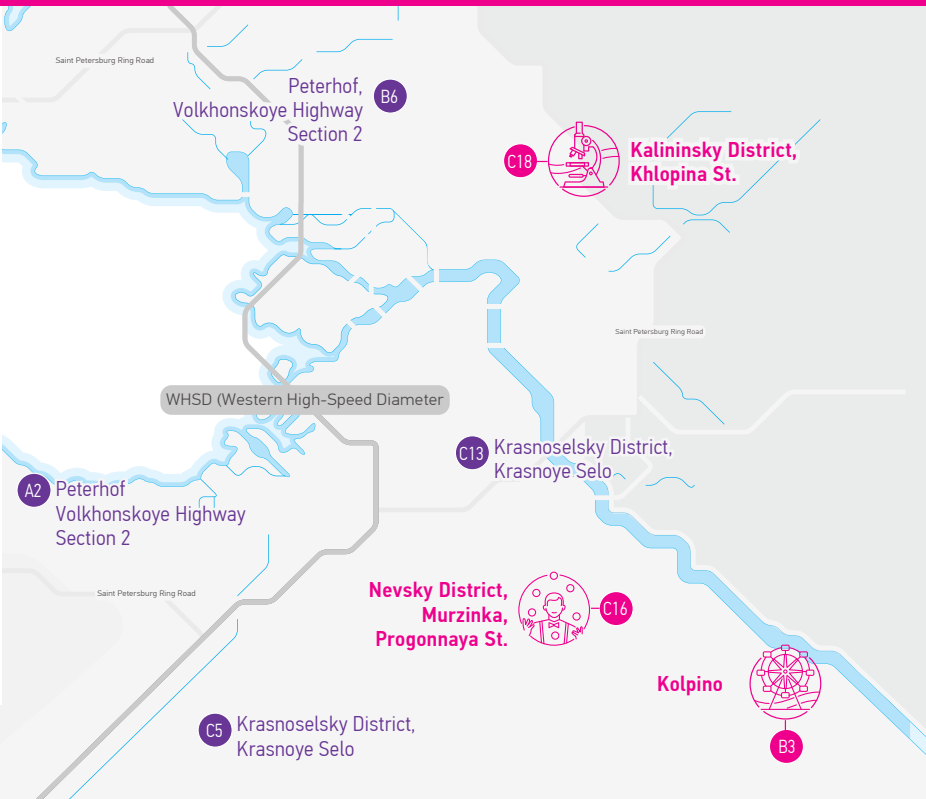 Saint Petersburg Ring Road
Peterhof,
Volkhonskoye Highway
Section 2
B6
C18
Kalininsky District,
Khlopina St.
Saint Petersburg Ring Road
WHSD (Western High-Speed Diameter
C13
Krasnoselsky District,
Krasnoye Selo
A2
Peterhof
Volkhonskoye Highway
Section 2
Saint Petersburg Ring Road
Nevsky District,
Murzinka,
Progonnaya St.
C16
Kolpino
B3
C5
Krasnoselsky District,
Krasnoye Selo